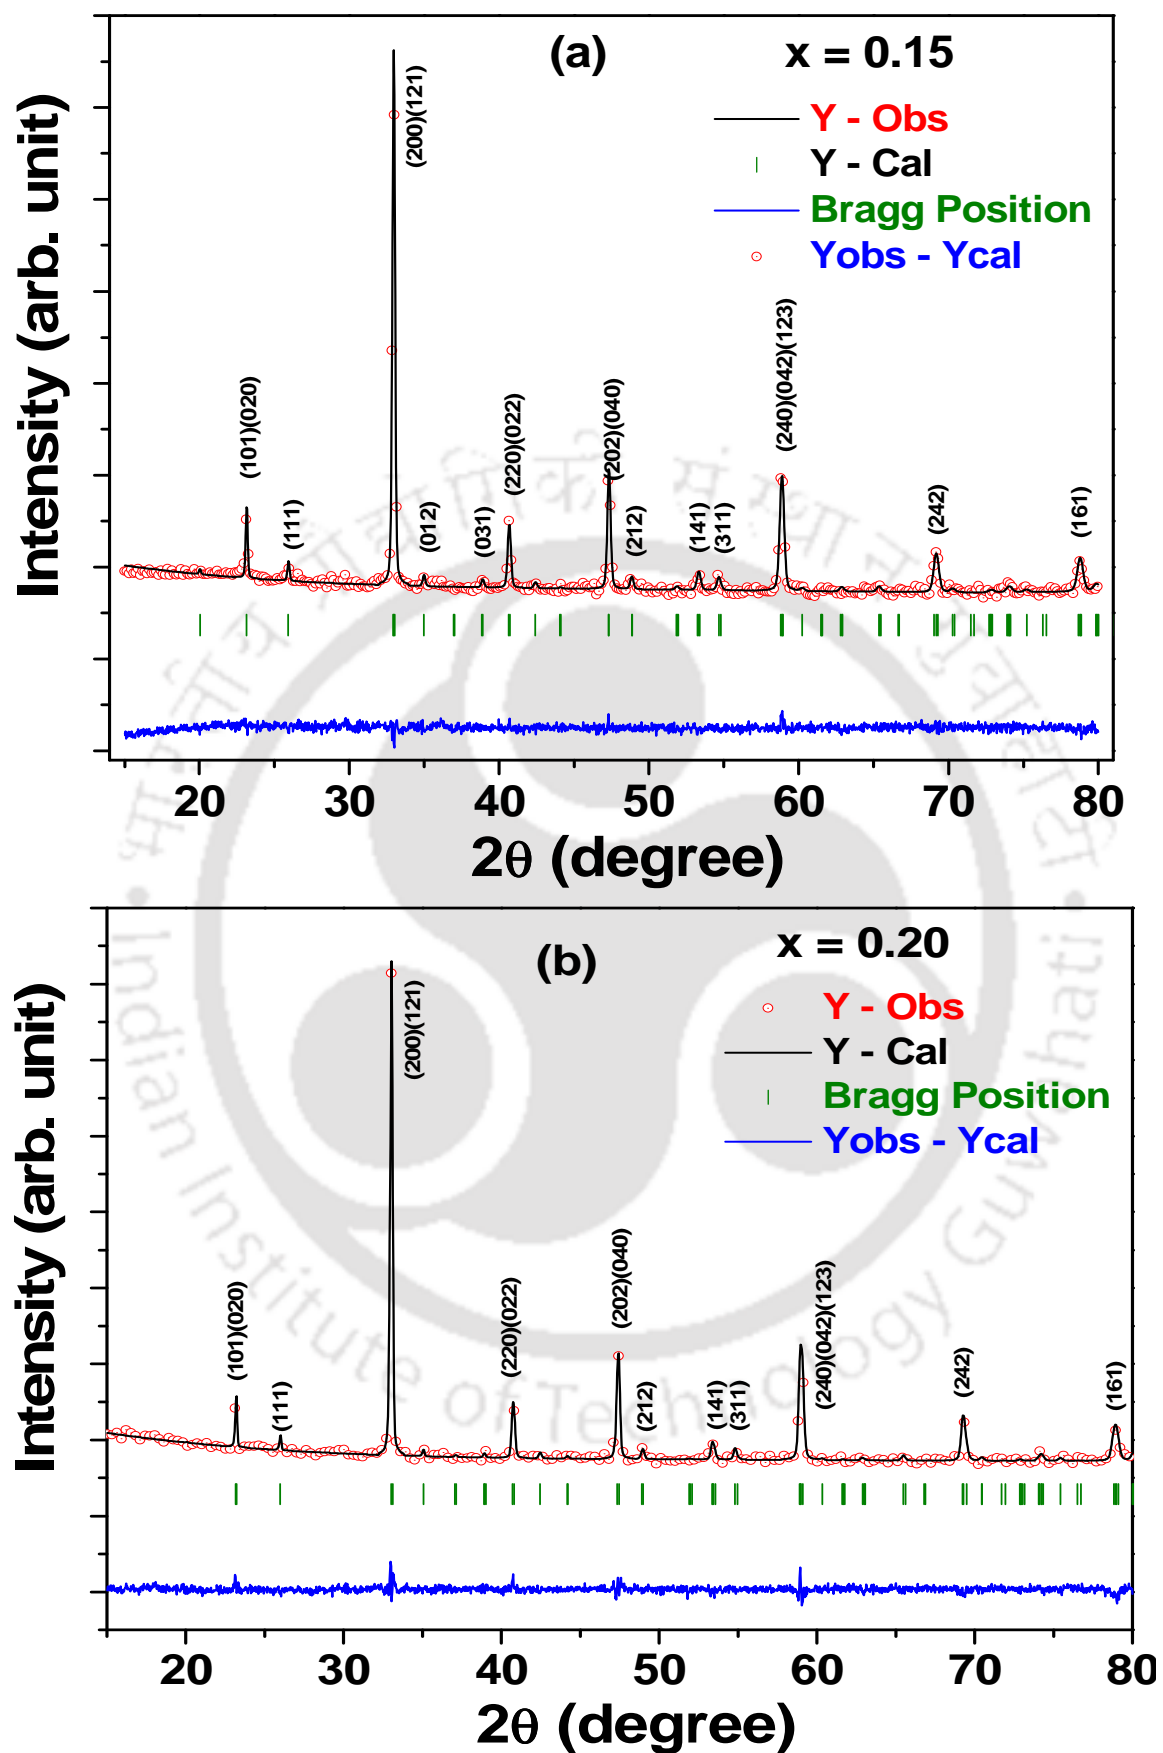 (a)
x = 0.15
Y - Obs
Y - Cal
Bragg Position
Yobs - Ycal
Intensity (arb. unit)
(101)(020)
(111)
(200)(121)
(012)
(031)
(220)(022)
(202)(040)
(212)
(141)
(311)
(240)(042)(123)
(242)
(161)
20 30 40 50 60 70 80
2θ (degree)
(b)
x = 0.20
Y - Obs
Y - Cal
Bragg Position
Yobs - Ycal
Intensity (arb. unit)
(101)(020)
(111)
(200)(121)
(220)(022)
(202)(040)
(212)
(141)
(311)
(240)(042)(123)
(242)
(161)
20 30 40 50 60 70 80
2θ (degree)
Indian Institute of Technology Guwahati